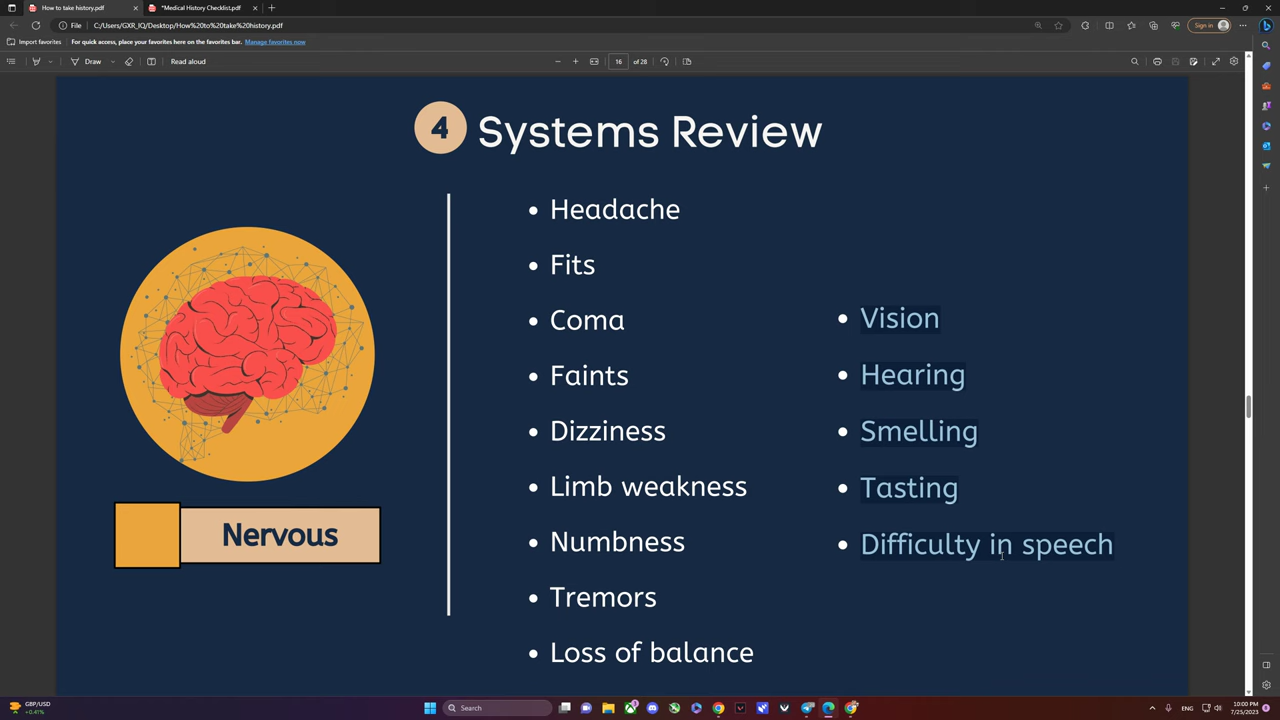 How to take history.pdf
*Medical History Checklist.pdf
File
C:/Users/GXR_IQ/Desktop/How%20to%20take%20history.pdf
Sign in
Import favorites
For quick access, place your favorites here on the favorites bar. Manage favorites now
Draw
Read aloud
16 of 28
4 Systems Review
Headache
Fits
Coma
Faints
Dizziness
Limb weakness
Numbness
Tremors
Loss of balance
Vision
Hearing
Smelling
Tasting
Difficulty in speech
Nervous
GBP/USD
+0.41%
Search
ENG
10:00 PM
7/25/2023